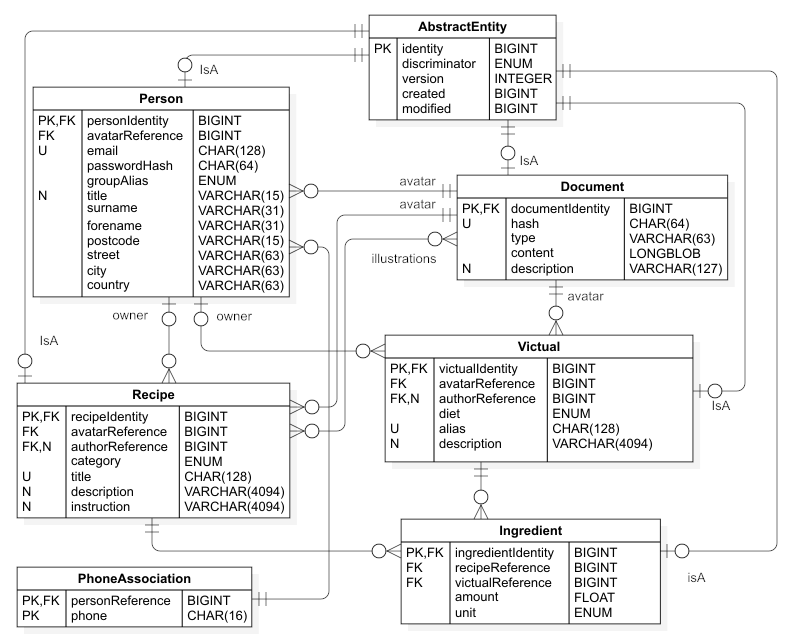 AbstractEntity
PK identity BIGINT
discriminator ENUM
version INTEGER
created BIGINT
modified BIGINT
IsA
IsA
Person
PK,FK personIdentity BIGINT
FK avatarReference BIGINT
U email CHAR(128)
passwordHash CHAR(64)
groupAlias ENUM
N title VARCHAR(15)
surname VARCHAR(31)
forename VARCHAR(31)
postcode VARCHAR(15)
street VARCHAR(63)
city VARCHAR(63)
country VARCHAR(63)
avatar
avatar
illustrations
Document
PK,FK documentIdentity BIGINT
U hash CHAR(64)
type VARCHAR(63)
content LONGBLOB
N description VARCHAR(127)
avatar
owner
owner
IsA
Victual
PK,FK victualIdentity BIGINT
FK avatarReference BIGINT
FK,N authorReference BIGINT
diet ENUM
U alias CHAR(128)
N description VARCHAR(4094)
IsA
Recipe
PK,FK recipeIdentity BIGINT
FK avatarReference BIGINT
FK,N authorReference BIGINT
category ENUM
U title CHAR(128)
N description VARCHAR(4094)
N instruction VARCHAR(4094)
Ingredient
PK,FK ingredientIdentity BIGINT
FK recipeReference BIGINT
FK victualReference BIGINT
amount FLOAT
unit ENUM
isA
PhoneAssociation
PK,FK personReference BIGINT
PK phone CHAR(16)